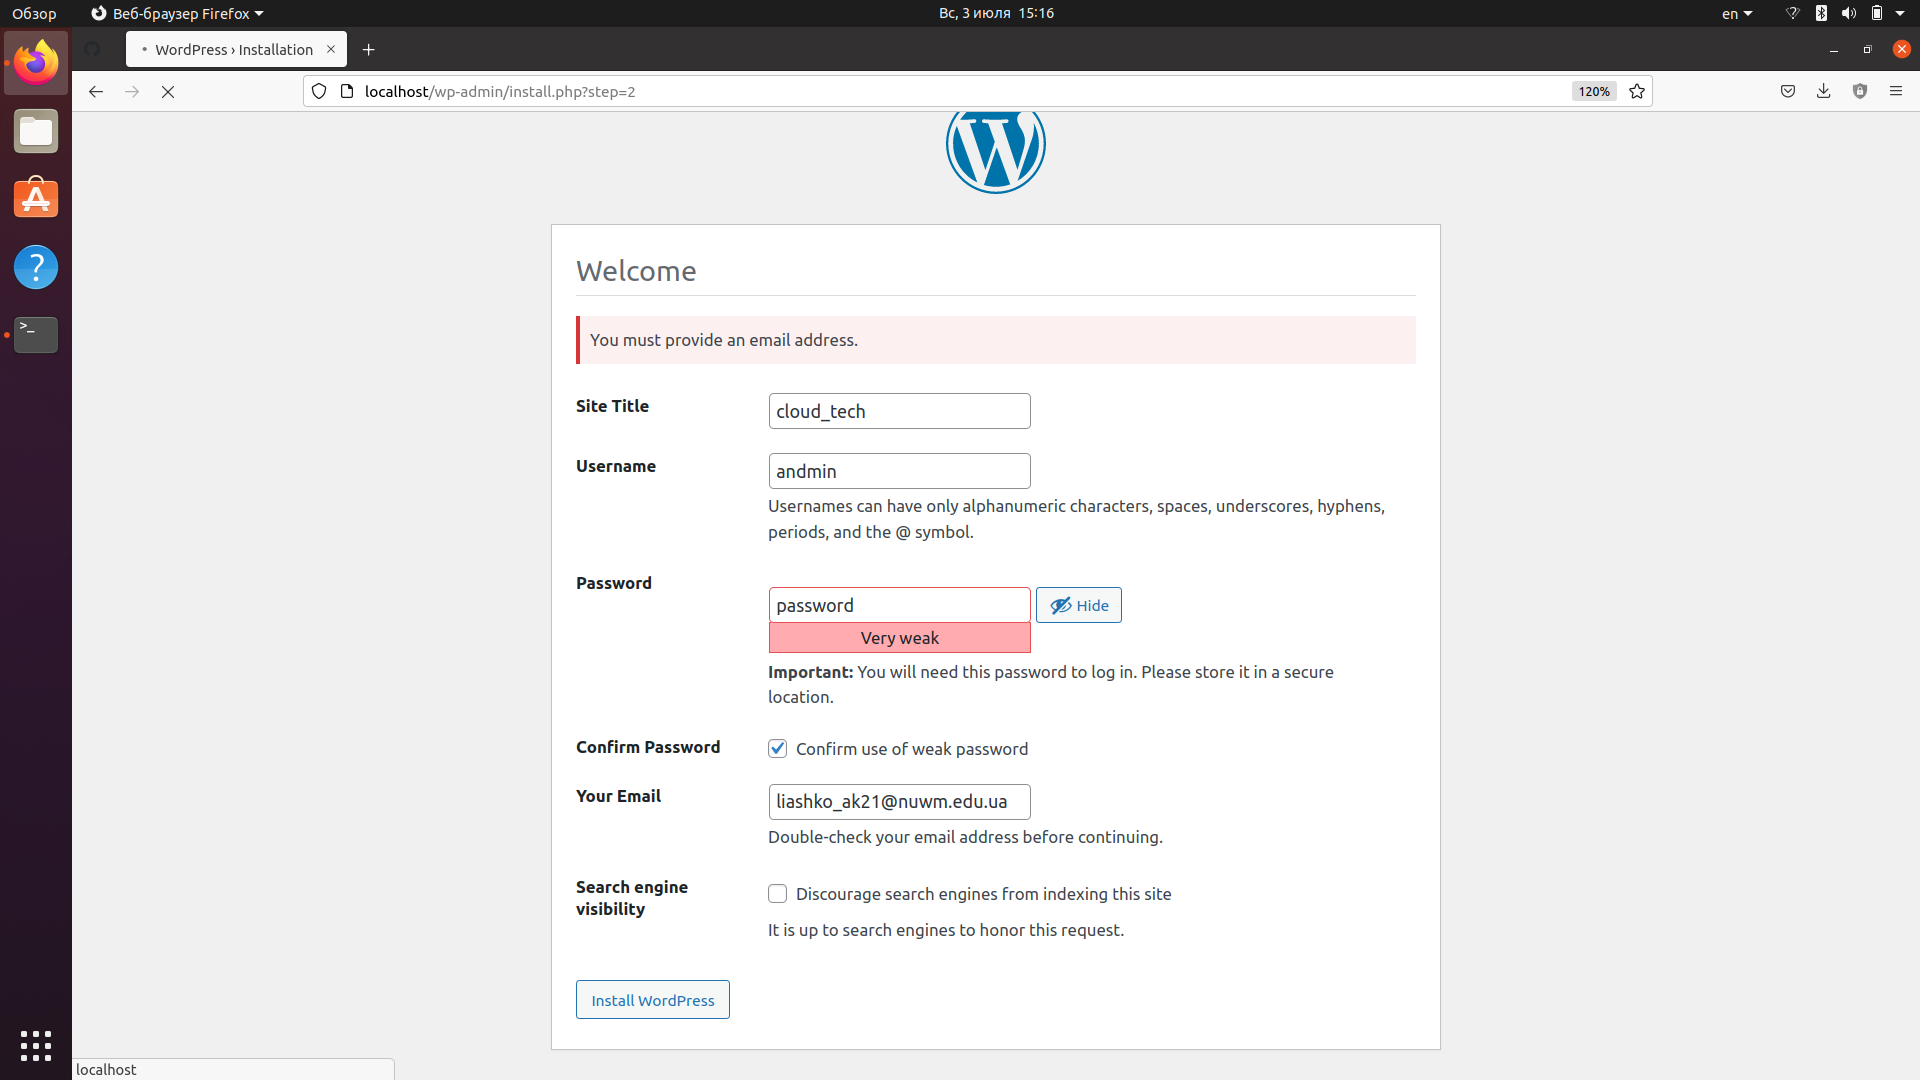 Обзор
Веб-браузер Firefox
Вс, 3 июля 15:16
en
WordPress › Installation
localhost/wp-admin/install.php?step=2
120%
Welcome
You must provide an email address.
Site Title
cloud_tech
Username
andmin
Usernames can have only alphanumeric characters, spaces, underscores, hyphens,
periods, and the @ symbol.
Password
password
Hide
Very weak
Important: You will need this password to log in. Please store it in a secure
location.
Confirm Password
Confirm use of weak password
Your Email
liashko_ak21@nuwm.edu.ua
Double-check your email address before continuing.
Search engine
visibility
Discourage search engines from indexing this site
It is up to search engines to honor this request.
Install WordPress
localhost